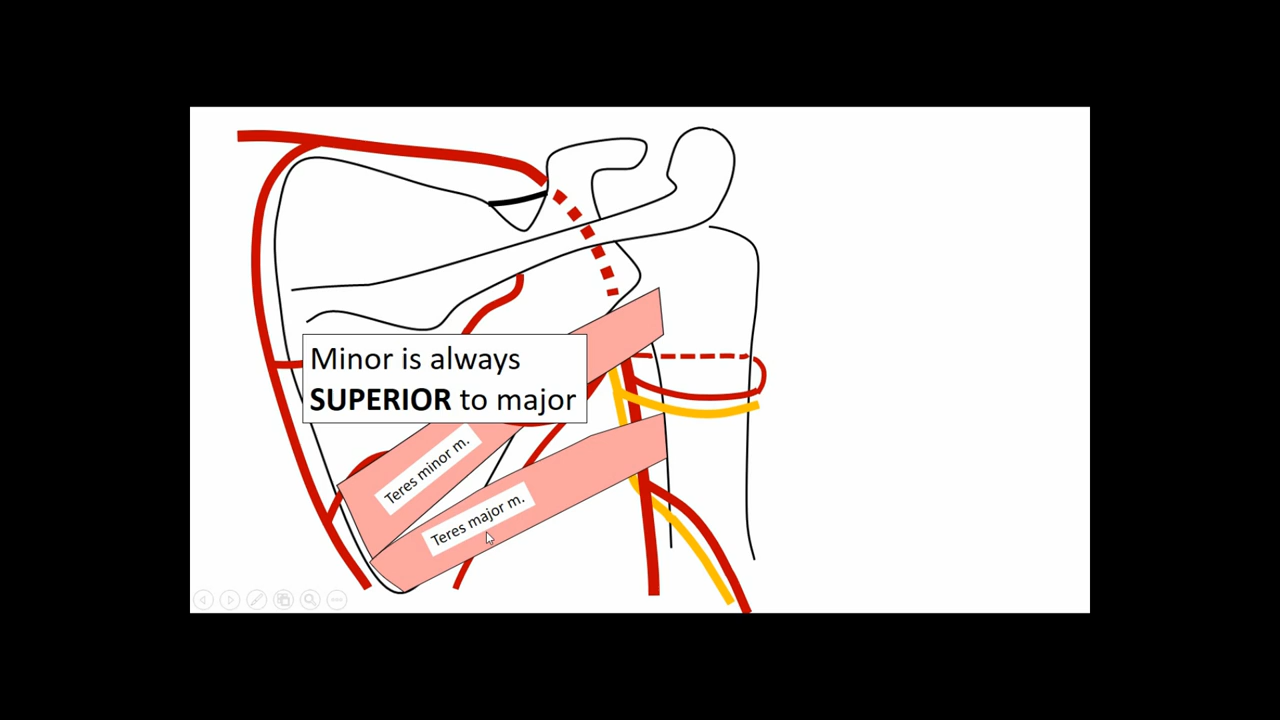 Minor is always
SUPERIOR to major
Teres minor m.
Teres major m.